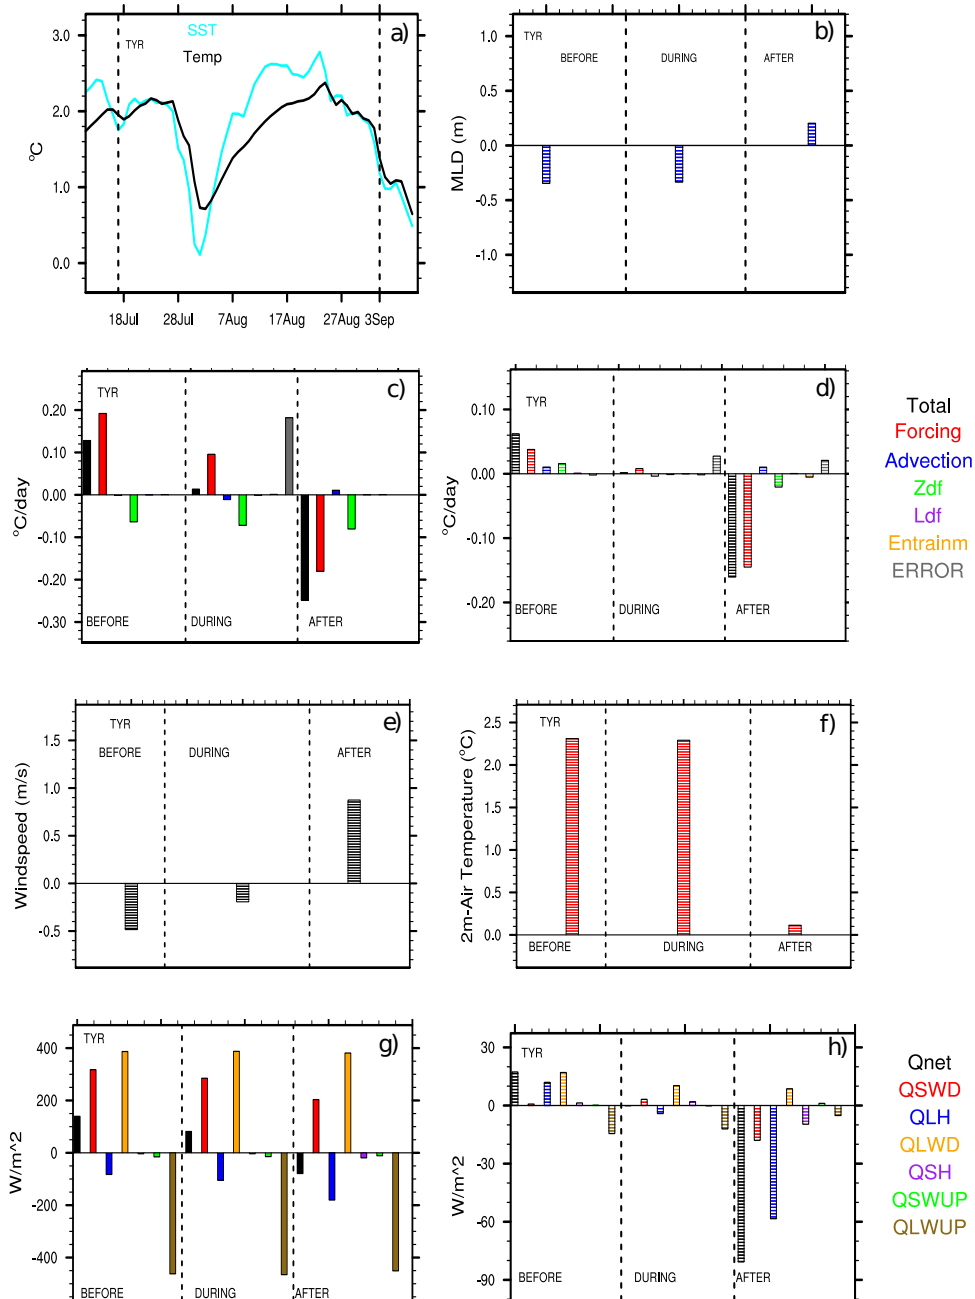 a)
SST
TYR
Temp
3.0
2.0
1.0
0.0
°C
18Jul 28Jul 7Aug 17Aug 27Aug 3Sep
b)
TYR
BEFORE DURING AFTER
1.0
0.5
0.0
-0.5
-1.0
MLD (m)
c)
TYR
0.20
0.10
0.00
-0.10
-0.20
-0.30
°C/day
BEFORE DURING AFTER
d)
TYR
0.10
0.00
-0.10
-0.20
°C/day
BEFORE DURING AFTER
Total
Forcing
Advection
Zdf
Ldf
Entrainm
ERROR
e)
TYR
BEFORE DURING AFTER
1.5
1.0
0.5
0.0
-0.5
Windspeed (m/s)
f)
TYR
2.5
2.0
1.5
1.0
0.5
0.0
2m-Air Temperature (°C)
BEFORE DURING AFTER
g)
TYR
400
200
0
-200
-400
W/m^2
BEFORE DURING AFTER
h)
TYR
30
0
-30
-60
-90
W/m^2
BEFORE DURING AFTER
Qnet
QSWD
QLH
QLWD
QSH
QSWUP
QLWUP